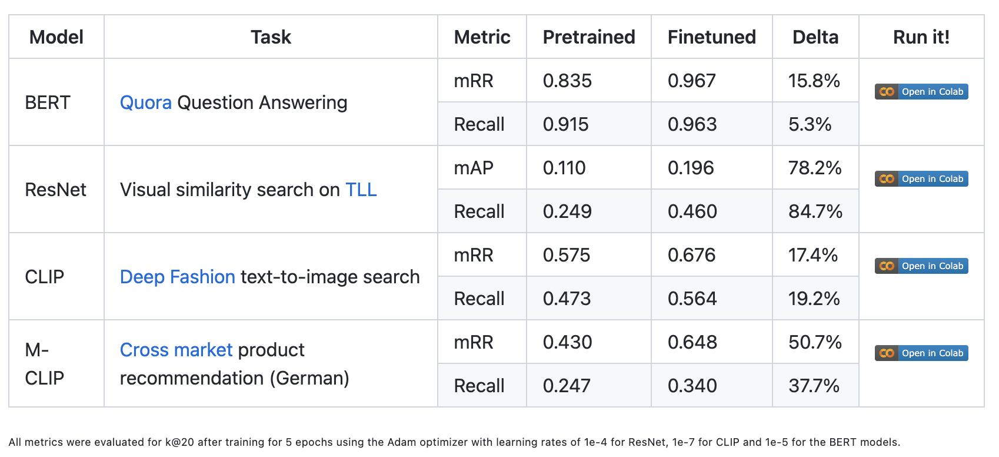 Model Task Metric Pretrained Finetuned Delta Run it!
BERT Quora Question Answering mRR 0.835 0.967 15.8% Open in Colab
Recall 0.915 0.963 5.3%
ResNet Visual similarity search on TLL mAP 0.110 0.196 78.2% Open in Colab
Recall 0.249 0.460 84.7%
CLIP Deep Fashion text-to-image search mRR 0.575 0.676 17.4% Open in Colab
Recall 0.473 0.564 19.2%
M-
CLIP Cross market product
recommendation (German) mRR 0.430 0.648 50.7% Open in Colab
Recall 0.247 0.340 37.7%
All metrics were evaluated for k@20 after training for 5 epochs using the Adam optimizer with learning rates of 1e-4 for ResNet, 1e-7 for CLIP and 1e-5 for the BERT models.